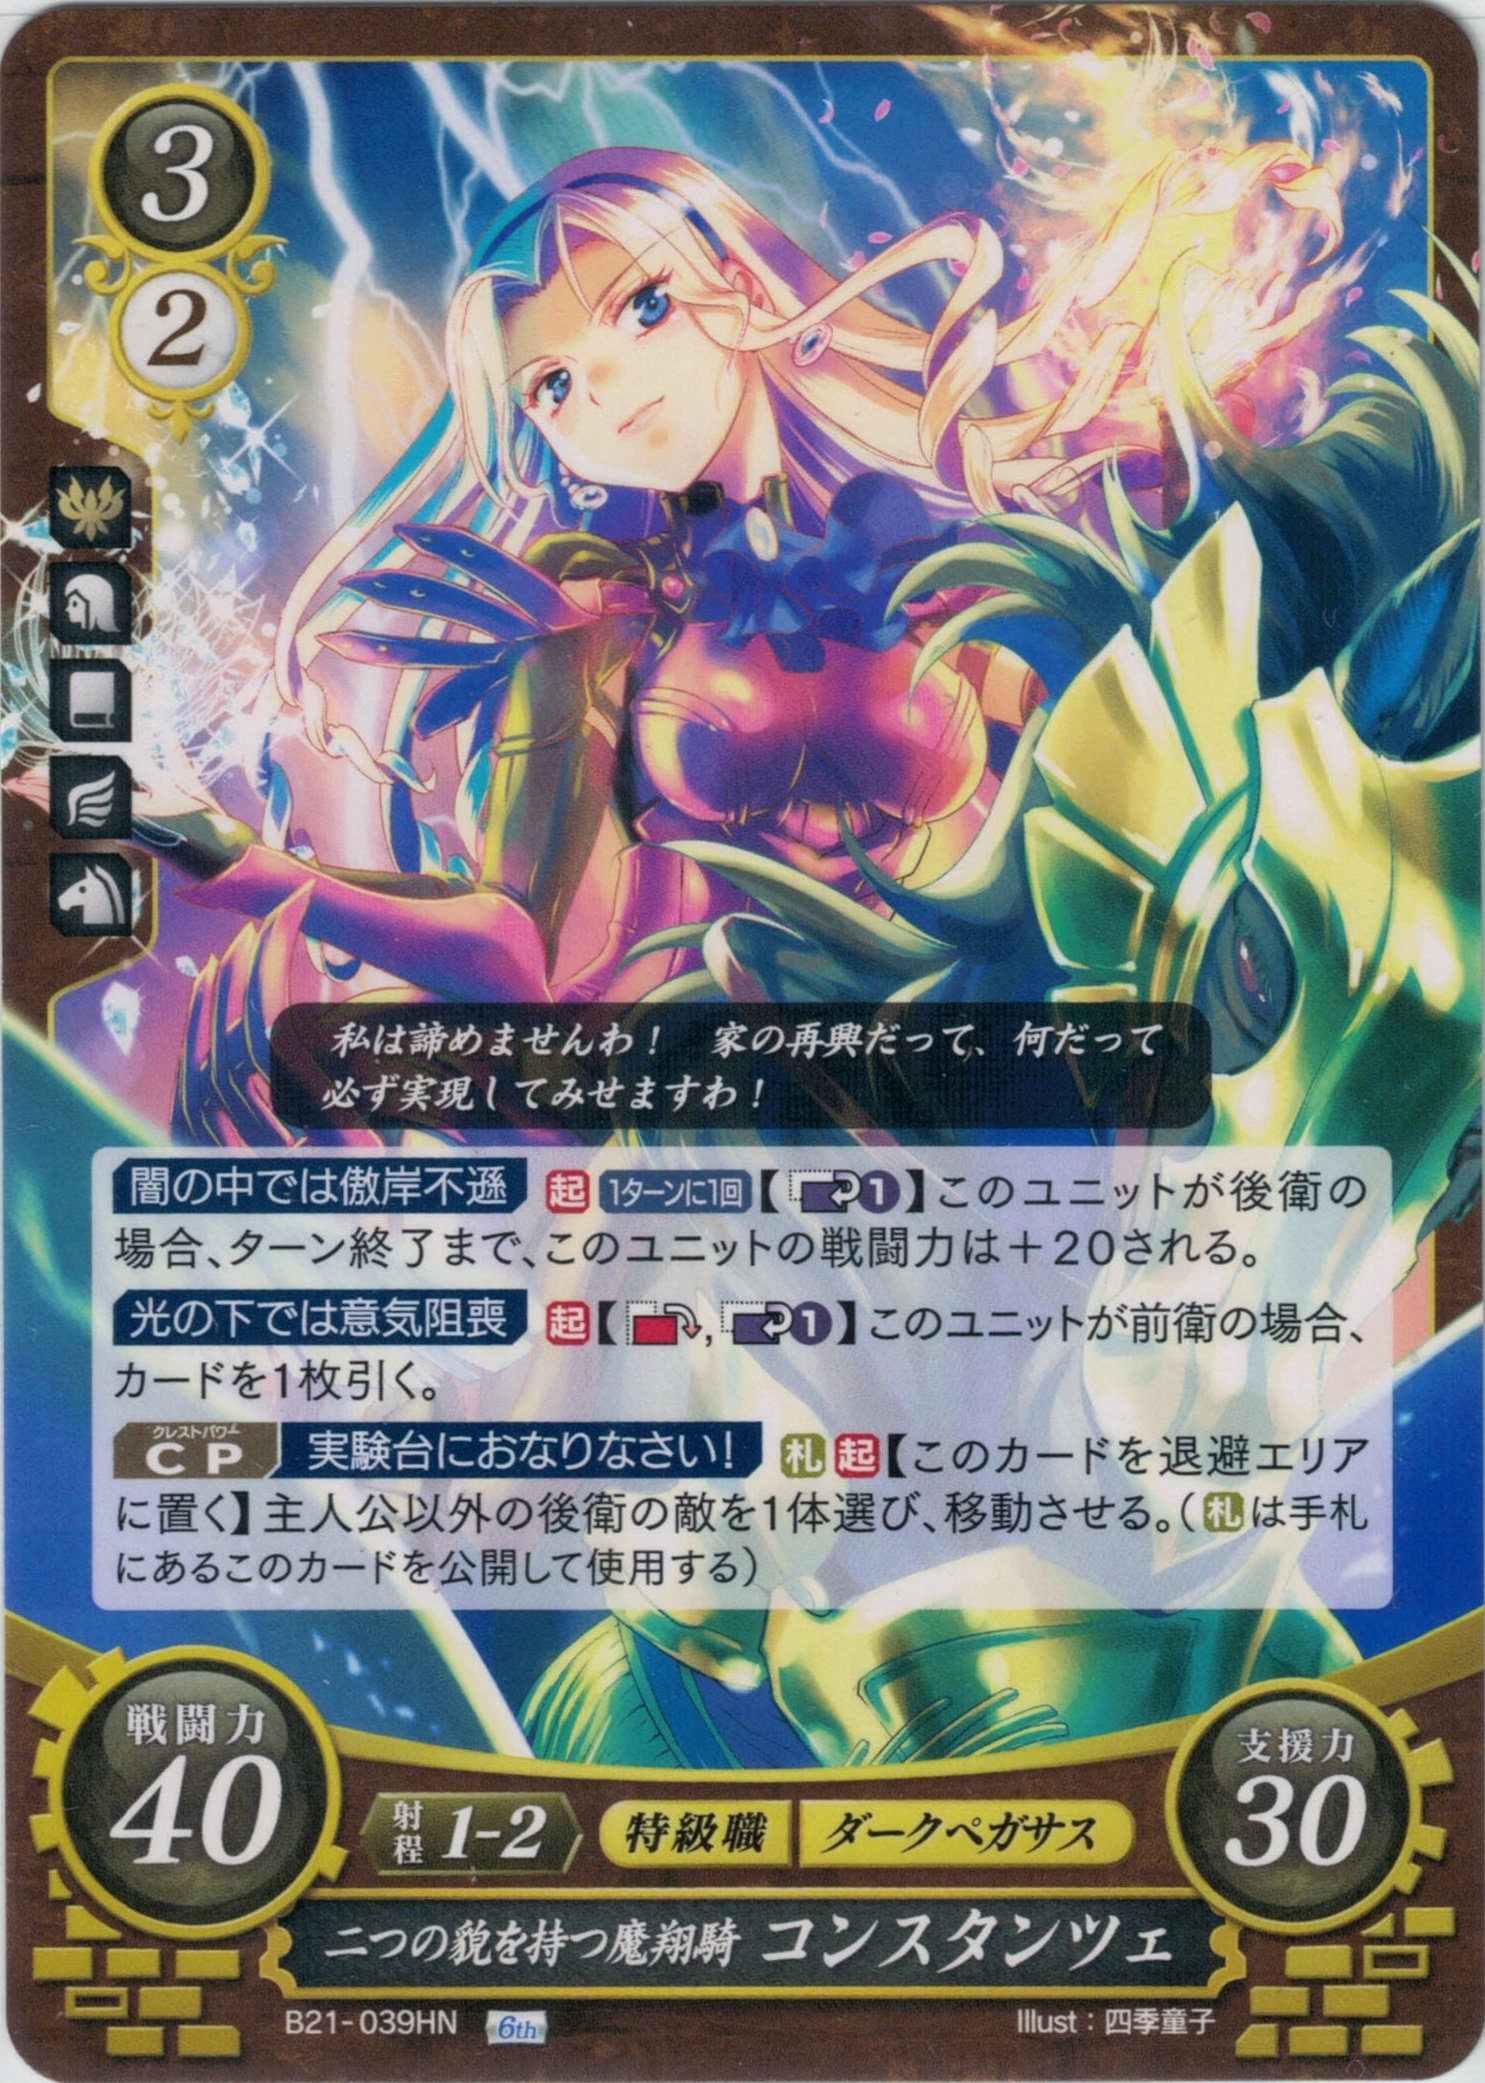 3
2
私は諦めませんわ！　家の再興だって、何だって
必ず実現してみせますわ！
闇の中では傲岸不遜 起 1ターンに1回【1】このユニットが後衛の
場合、ターン終了まで、このユニットの戦闘力は＋20される。
光の下では意気阻喪 起【,1】このユニットが前衛の場合、
カードを1枚引く。
クレストパワー
CP 実験台におなりなさい！ 札 起【このカードを退避エリア
に置く】主人公以外の後衛の敵を1体選び、移動させる。（札は手札
にあるこのカードを公開して使用する）
戦闘力
40
射程 1-2
特級職 ダークペガサス
支援力
30
二つの貌を持つ魔翔騎 コンスタンツェ
B21-039HN 6th
Illust：四季童子